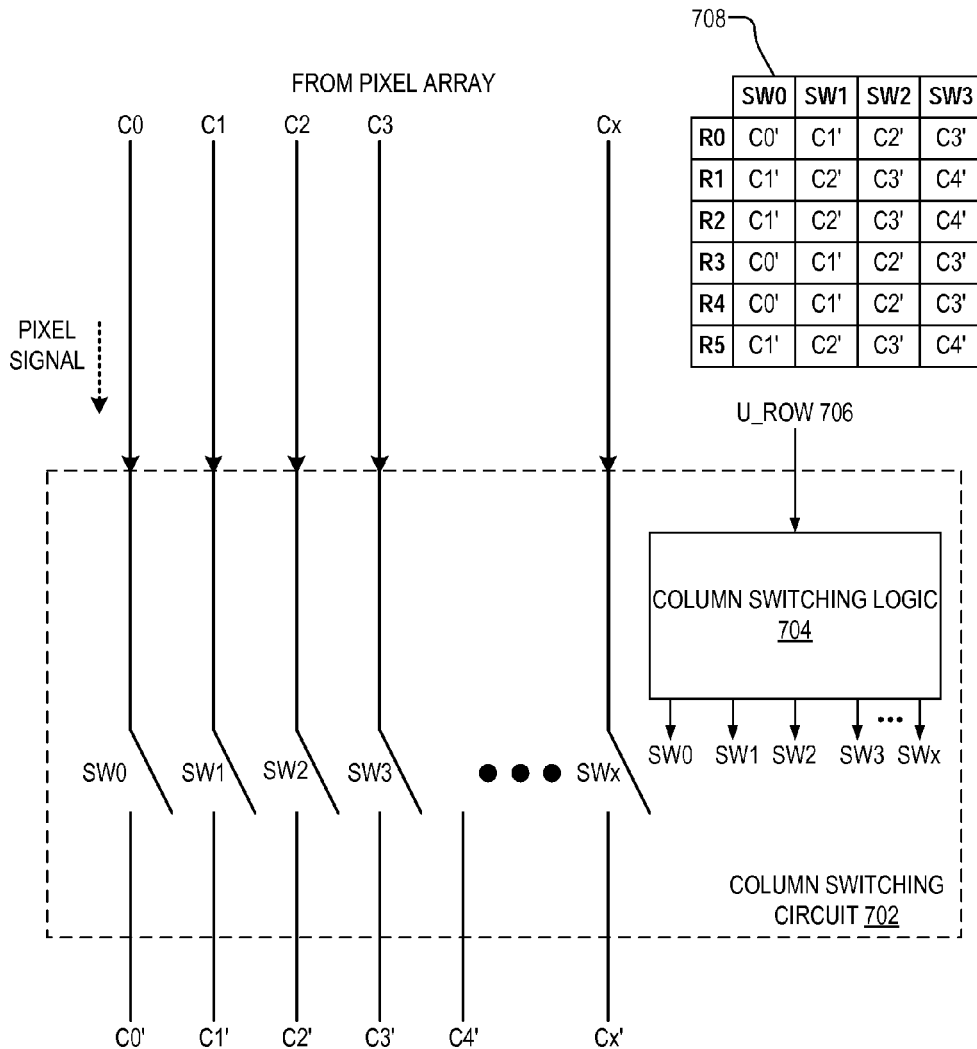 708
FROM PIXEL ARRAY
C0 C1 C2 C3 Cx
SW0 SW1 SW2 SW3
R0 C0' C1' C2' C3'
R1 C1' C2' C3' C4'
R2 C1' C2' C3' C4'
R3 C0' C1' C2' C3'
R4 C0' C1' C2' C3'
R5 C1' C2' C3' C4'
PIXEL
SIGNAL
U_ROW 706
COLUMN SWITCHING LOGIC
704
SW0 SW1 SW2 SW3 SWx
SW0 SW1 SW2 SW3 SWx
COLUMN SWITCHING
CIRCUIT 702
C0' C1' C2' C3' C4' Cx'